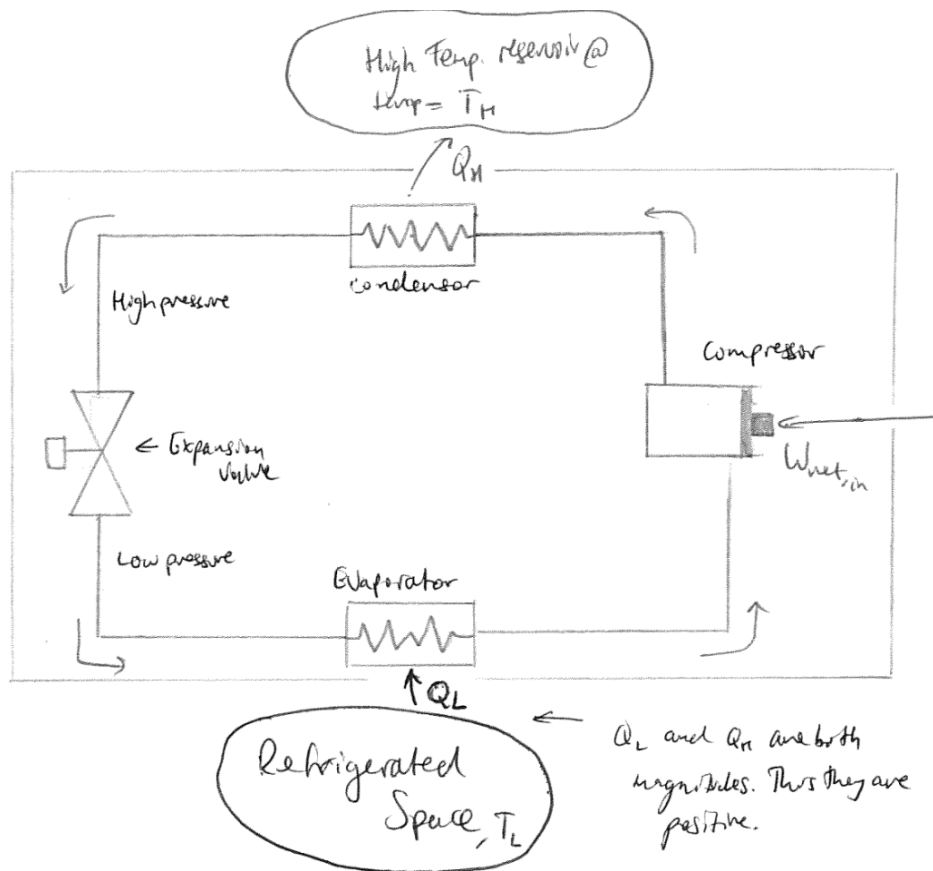 High Temp. reservoir @
temp = T_H
Q_H
Condensor
High pressure
Compressor
← Expansion
valve
W_net,in
Low pressure
Evaporator
Q_L
Refrigerated
Space, T_L
Q_L and Q_H are both
magnitudes. Thus they are
positive.